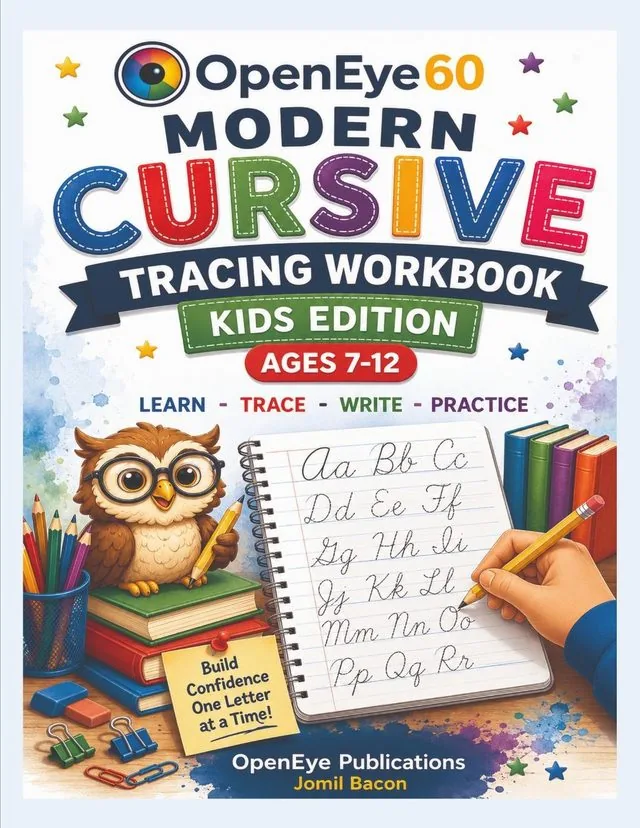 OpenEye60
MODERN
CURSIVE
TRACING WORKBOOK
KIDS EDITION
AGES 7-12
LEARN - TRACE - WRITE - PRACTICE
Aa Bb Cc
Dd Ee Ff
Gg Hh Ii
Jj Kk Ll
Mm Nn Oo
Pp Qq Rr
Build
Confidence
One Letter
at a Time!
OpenEye Publications
Jomil Bacon